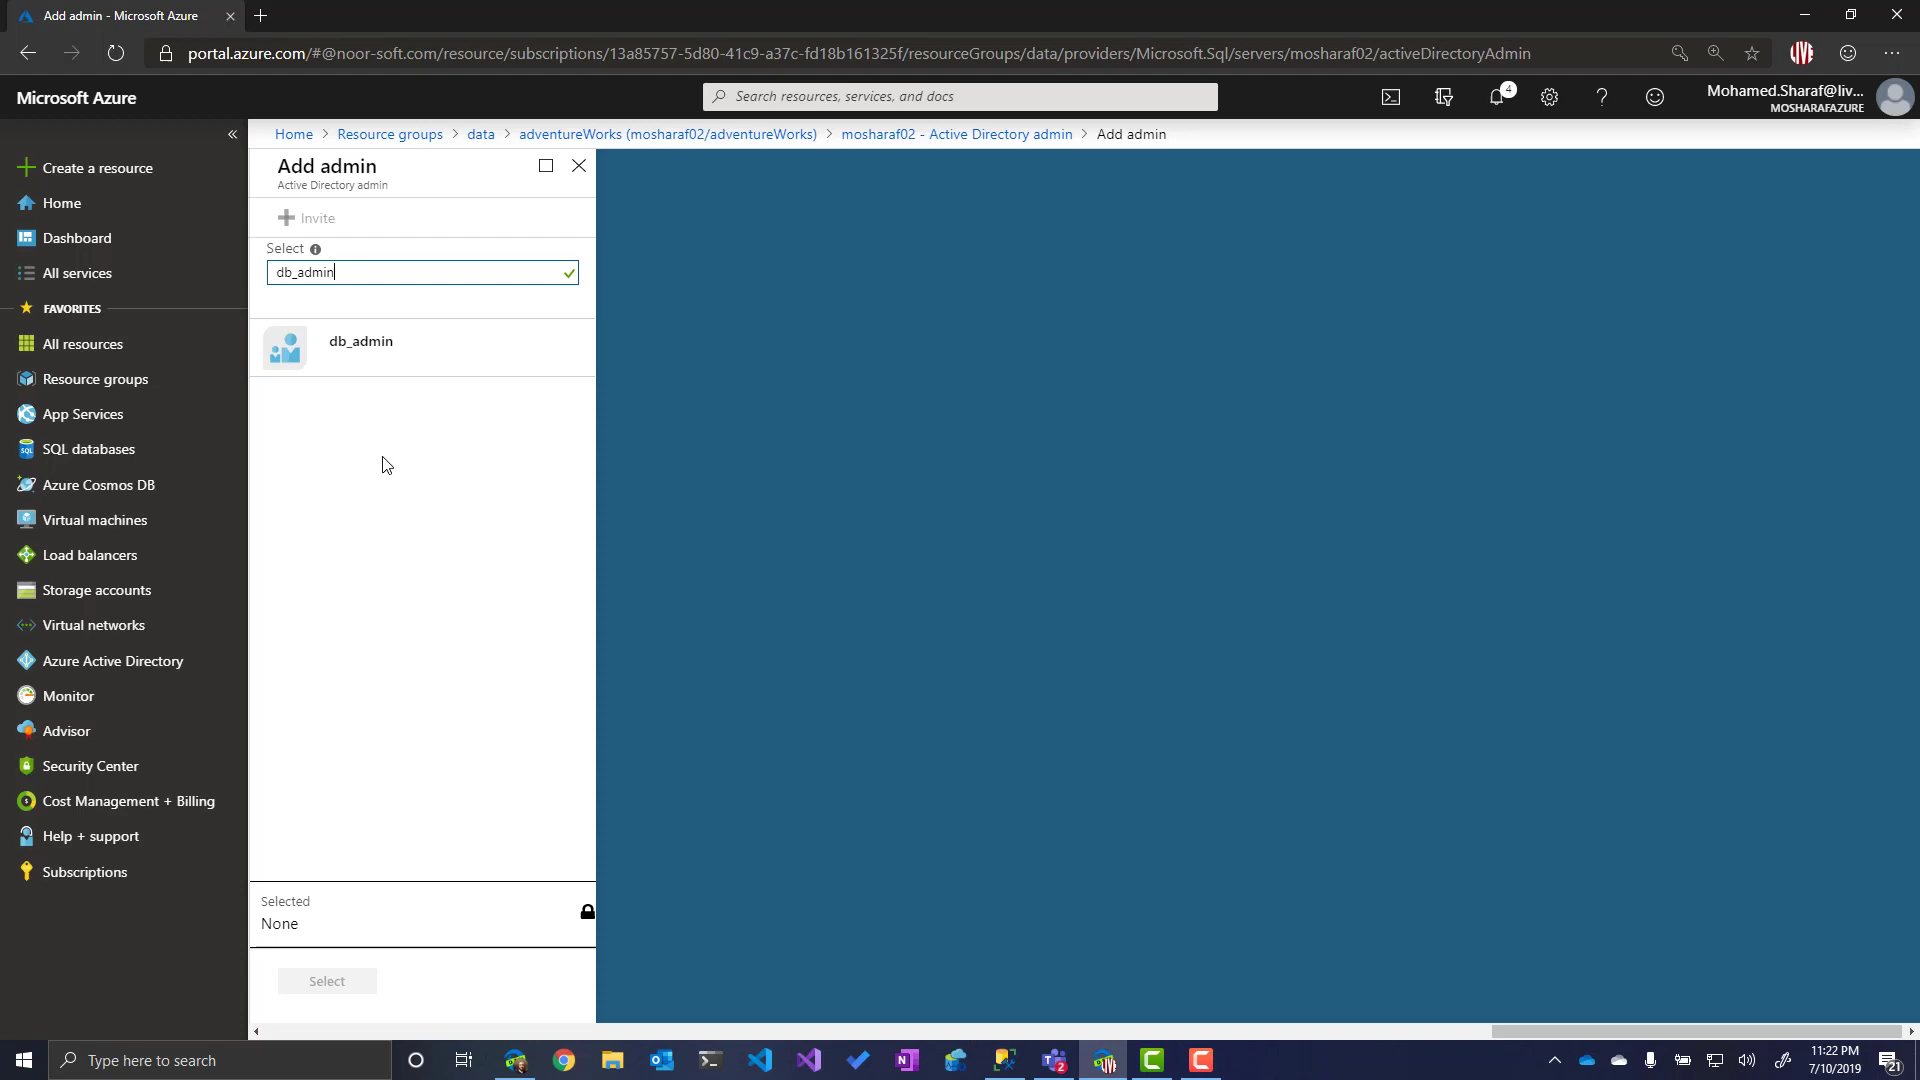 Add admin - Microsoft Azure
portal.azure.com/#@noor-soft.com/resource/subscriptions/13a85757-5d80-41c9-a37c-fd18b161325f/resourceGroups/data/providers/Microsoft.Sql/servers/mosharaf02/activeDirectoryAdmin
LIVE
Microsoft Azure
Search resources, services, and docs
4
Mohamed.Sharaf@liv...
MOSHARAFAZURE
Home > Resource groups > data > adventureWorks (mosharaf02/adventureWorks) > mosharaf02 - Active Directory admin > Add admin
Create a resource
Home
Dashboard
All services
FAVORITES
All resources
Resource groups
App Services
SQL databases
Azure Cosmos DB
Virtual machines
Load balancers
Storage accounts
Virtual networks
Azure Active Directory
Monitor
Advisor
Security Center
Cost Management + Billing
Help + support
Subscriptions
Add admin
Active Directory admin
Invite
Select
db_admin
db_admin
Selected
None
Select
Type here to search
2
11:22 PM
7/10/2019
21